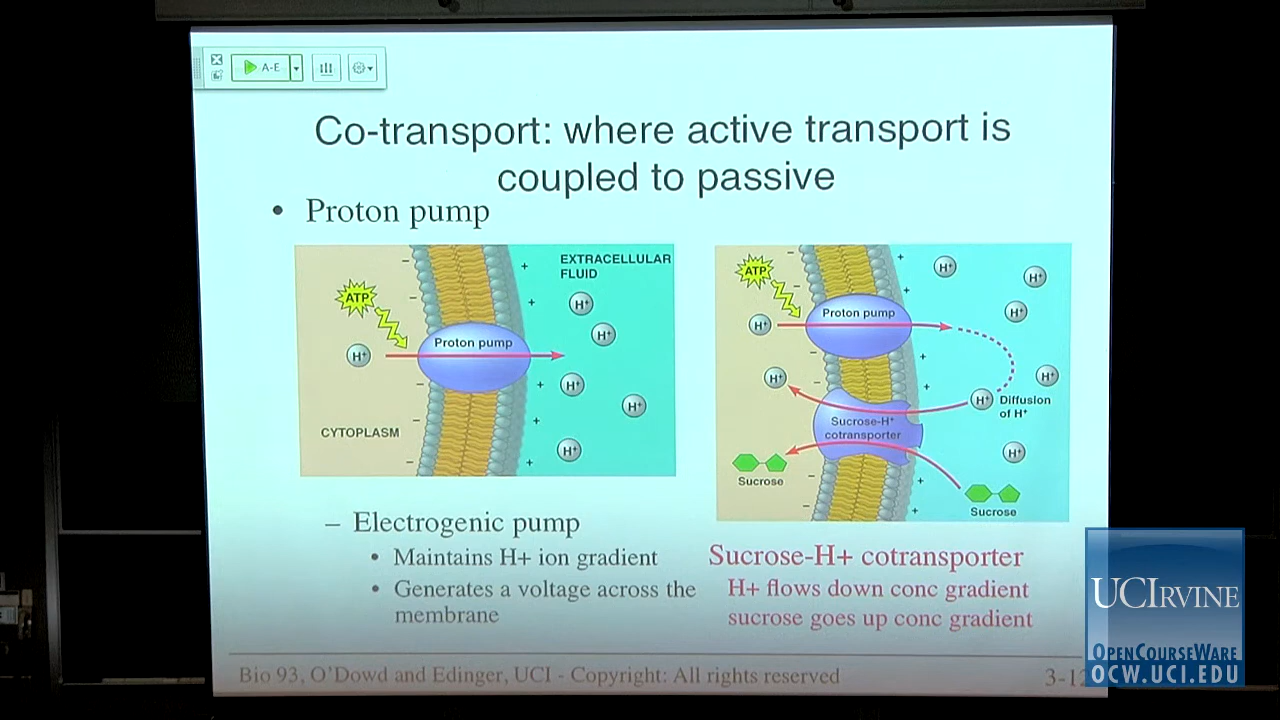 A-E
Co-transport: where active transport is
coupled to passive
• Proton pump
EXTRACELLULAR
FLUID
ATP
H+
Proton pump
H+
H+
H+
H+
H+
CYTOPLASM
ATP
H+
Proton pump
H+
H+
H+
H+
H+
H+
Diffusion
of H+
H+
Sucrose-H+
cotransporter
Sucrose
Sucrose
– Electrogenic pump
• Maintains H+ ion gradient
• Generates a voltage across the
membrane
Sucrose-H+ cotransporter
H+ flows down conc gradient
sucrose goes up conc gradient
Bio 93, O'Dowd and Edinger, UCI - Copyright: All rights reserved
UCIRVINE
OPENCOURSEWARE
OCW.UCI.EDU